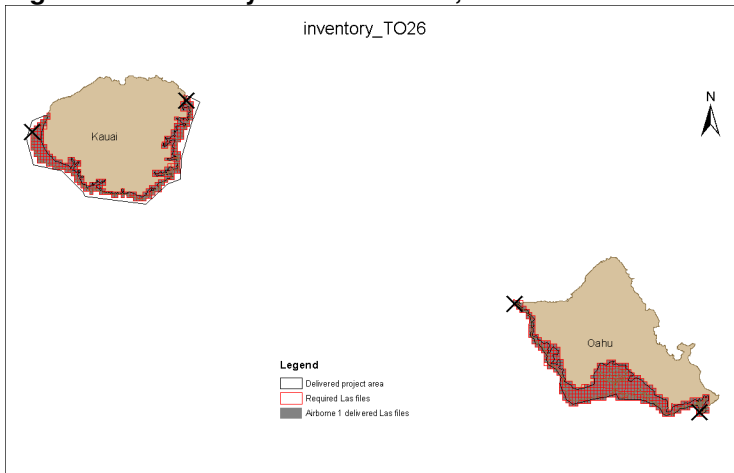 inventory_TO26
N
Kauai
Oahu
Legend
Delivered project area
Required Las files
Airborne 1 delivered Las files